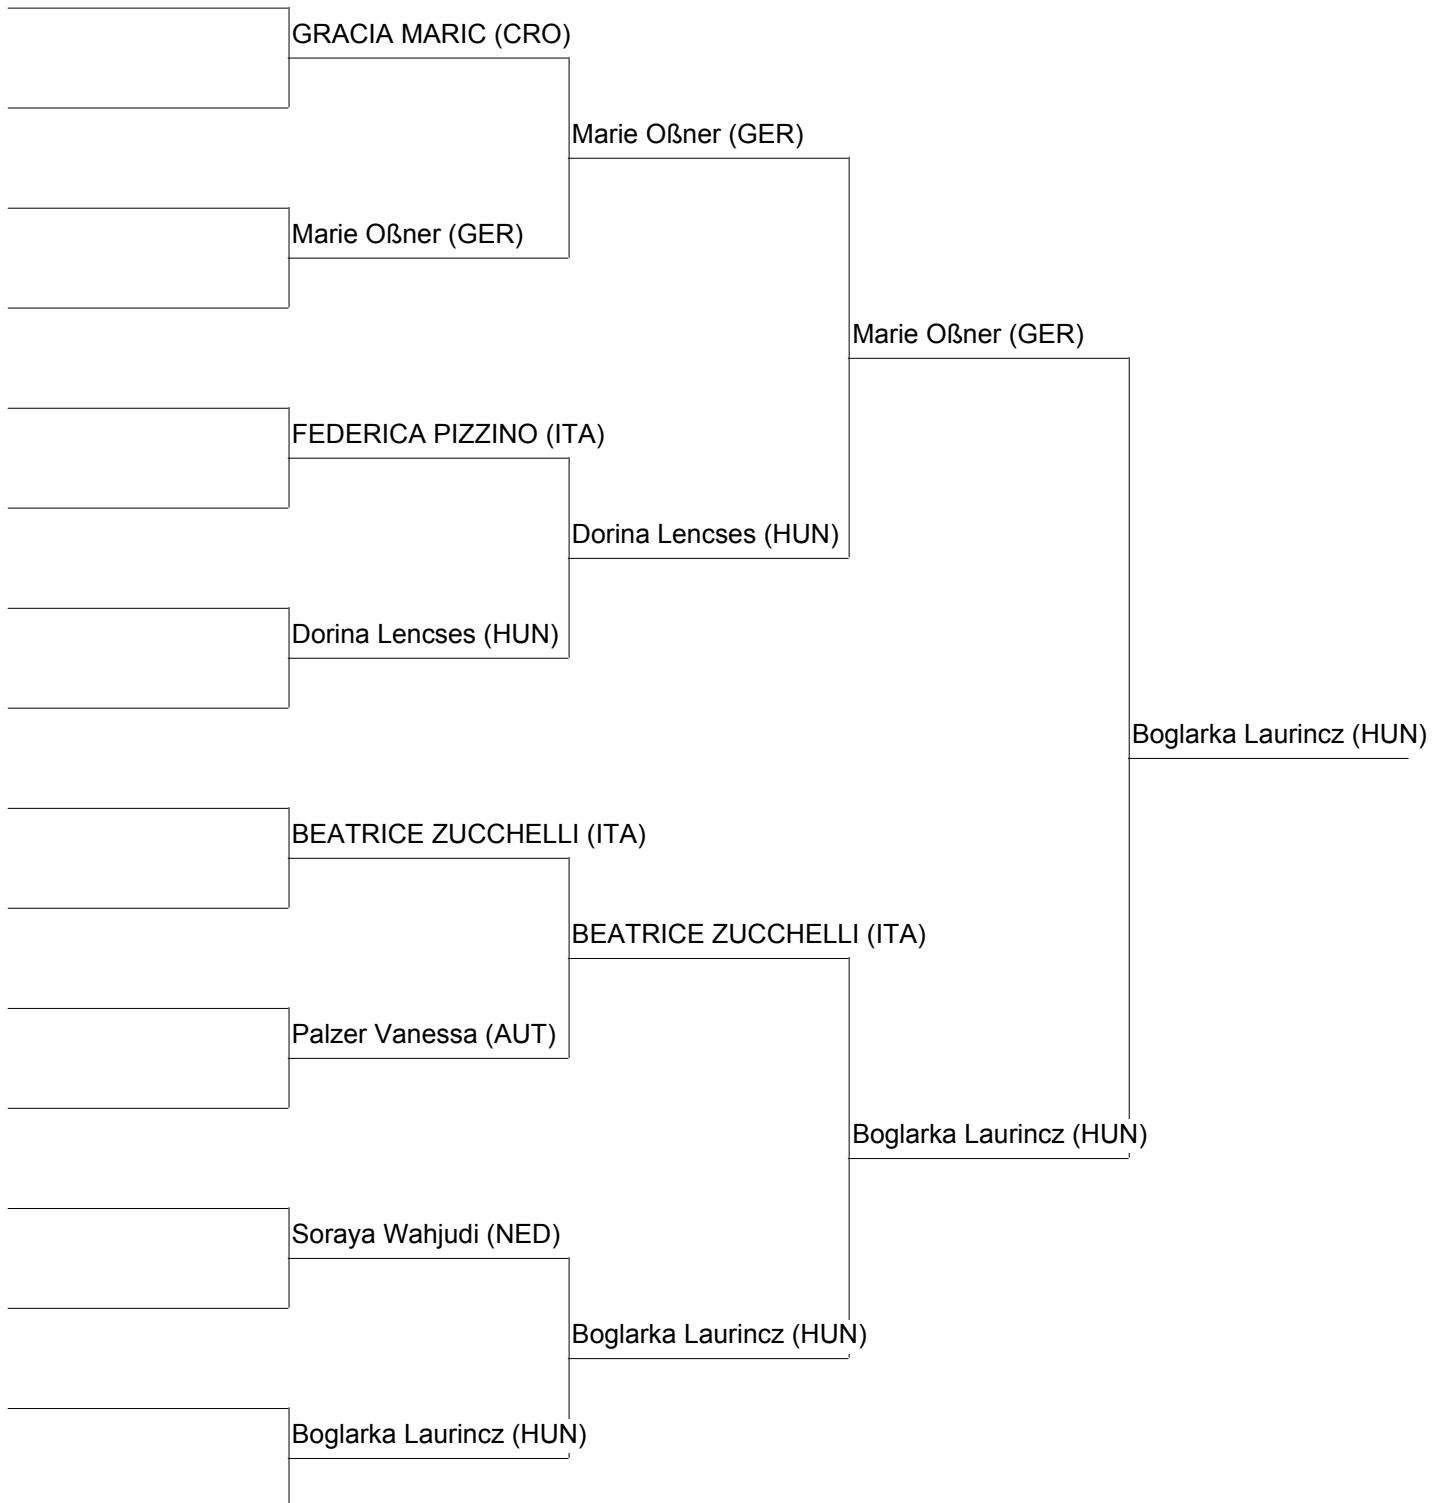 GRACIA MARIC (CRO)
Marie Oßner (GER)
Marie Oßner (GER)
Marie Oßner (GER)
FEDERICA PIZZINO (ITA)
Dorina Lencses (HUN)
Dorina Lencses (HUN)
Boglarka Laurincz (HUN)
BEATRICE ZUCCHELLI (ITA)
BEATRICE ZUCCHELLI (ITA)
Palzer Vanessa (AUT)
Boglarka Laurincz (HUN)
Soraya Wahjudi (NED)
Boglarka Laurincz (HUN)
Boglarka Laurincz (HUN)